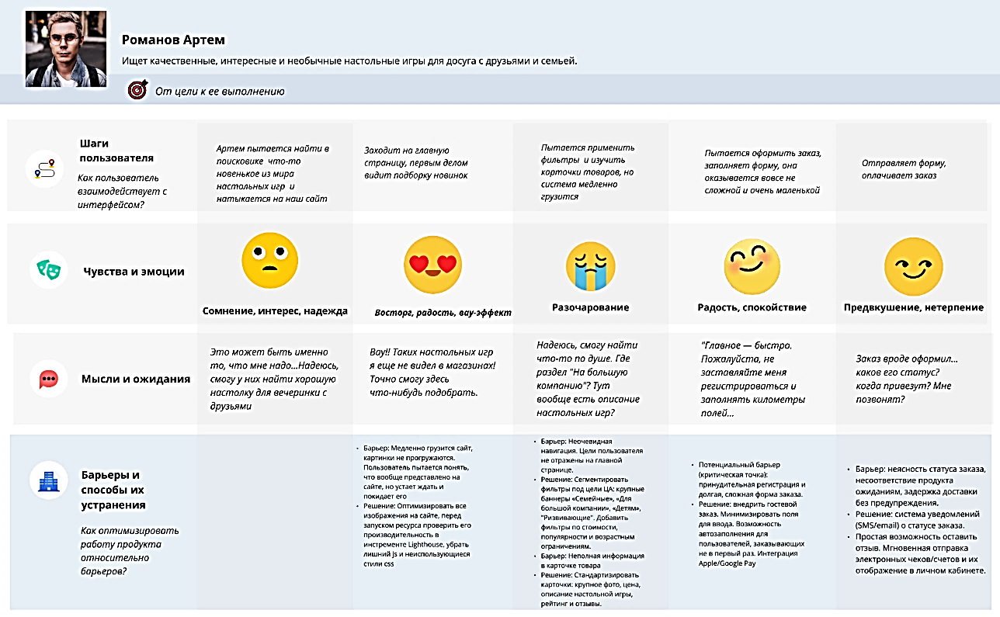 Романов Артем
Ищет качественные, интересные и необычные настольные игры для досуга с друзьями и семьей.
От цели к ее выполнению
Шаги
пользователя
Как пользователь
взаимодействует с
интерфейсом?
Артем пытается найти в
поисковике что-то
новенькое из мира
настольных игр и
натыкается на наш сайт
Заходит на главную
страницу, первым делом
видит подборку новинок
Пытается применить
фильтры и изучить
карточки товаров, но
система медленно
грузится
Пытается оформить заказ,
заполняет форму, она
оказывается вовсе не
сложной и очень маленькой
Отправляет форму,
оплачивает заказ
Чувства и эмоции
Сомнение, интерес, надежда
Восторг, радость, вау-эффект
Разочарование
Радость, спокойствие
Предвкушение, нетерпение
Мысли и ожидания
Это может быть именно
то, что мне надо...Надеюсь,
смогу у них найти хорошую
настолку для вечеринки с
друзьями
Вау!! Таких настольных игр
я еще не видел в магазинах!
Точно смогу здесь
что-нибудь подобрать.
Надеюсь, смогу найти
что-то по душе. Где
раздел "На большую
компанию"? Тут
вообще есть описание
настольных игр?
"Главное — быстро.
Пожалуйста, не
заставляйте меня
регистрироваться и
заполнять километры
полей...
Заказ вроде оформил...
каков его статус?
когда привезут? Мне
позвонят?
Барьеры и
способы их
устранения
Как оптимизировать
работу продукта
относительно
барьеров?
• Барьер: Медленно грузится сайт,
картинки не прогружаются.
Пользователь пытается понять,
что вообще представлено на
сайте, но устает ждать и
покидает его
• Решение: Оптимизировать все
изображения на сайте, перед
запуском ресурса проверить его
производительность в
инстременте Lighthouse, убрать
лишний js и неиспользующиеся
стили css
• Барьер: Неочевидная
навигация. Цели пользователя
не отражены на главной
странице.
• Решение: Сегментировать
фильтры под цели ЦА: крупные
баннеры «Семейные», «Для
большой компании», «Детям»,
"Ризвивающие". Добавить
фильтры по стоимости,
популярности и возрастным
ограничениям.
• Барьер: Неполная информация
в карточке товара
• Решение: Стандартизировать
карточки: крупное фото, цена,
описание настольной игры,
рейтинг и отзывы.
• Потенциальный барьер
(критическая точка):
принудительная регистрация и
долгая, сложная форма заказа.
• Решение: внедрить гостевой
заказ. Минимизировать поля
для ввода. Возможность
автозаполнения для
пользователей, заказывающих
не в первый раз. Интеграция
Apple/Google Pay
• Барьер: неясность статуса заказа,
несоответствие продукта
ожиданиям, задержка доставки
без предупреждения.
• Решение: система уведомлений
(SMS/email) о статусе заказа.
• Простая возможность оставить
отзыв. Мгновенная отправка
электронных чеков/счетов и их
отображение в личном кабинете.